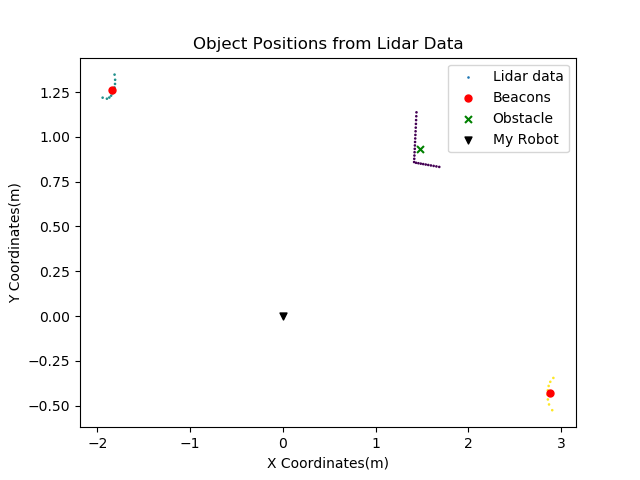 Object Positions from Lidar Data
Lidar data
Beacons
Obstacle
My Robot
1.25
1.00
0.75
0.50
0.25
0.00
−0.25
−0.50
Y Coordinates(m)
−2
−1
0
1
2
3
X Coordinates(m)